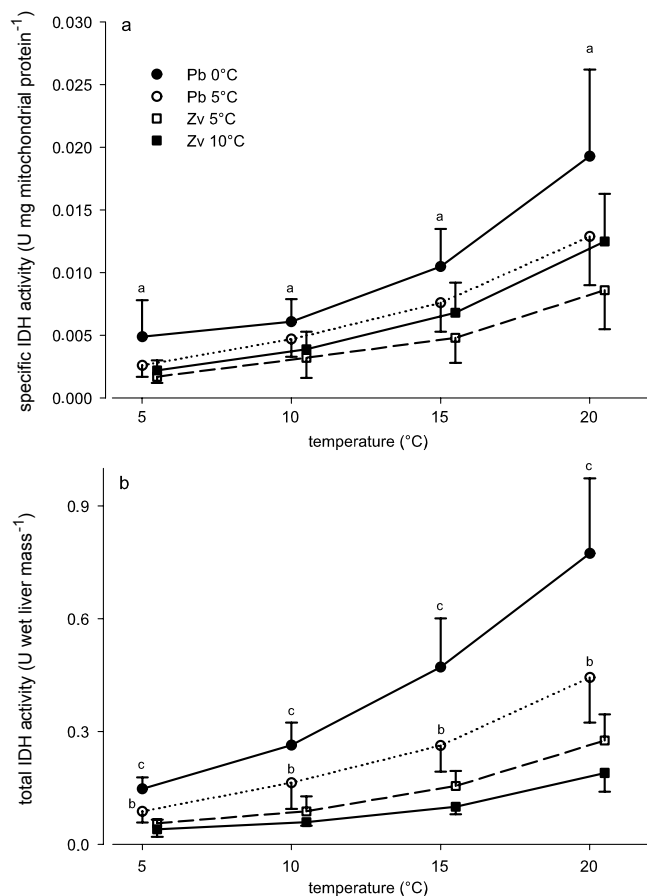 a
specific IDH activity (U mg mitochondrial protein⁻¹)
0.030
0.025
0.020
0.015
0.010
0.005
0.000
Pb 0°C
Pb 5°C
Zv 5°C
Zv 10°C
a
a
a
a
5
10
15
20
temperature (°C)
b
total IDH activity (U wet liver mass⁻¹)
0.9
0.6
0.3
0.0
c
c
c
c
b
b
b
b
5
10
15
20
temperature (°C)